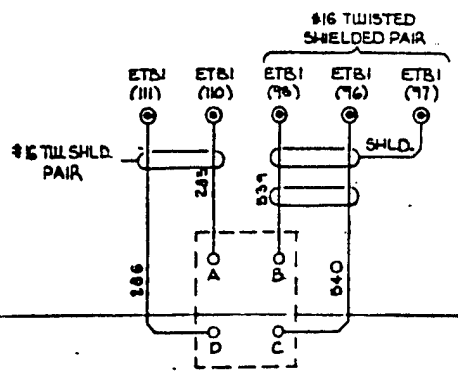 #16 TWISTED
SHIELDED PAIR
ETB1 ETB1 ETB1 ETB1 ETB1
(111) (110) (98) (96) (97)
#16 TW. SHLD.
PAIR
SHLD.
285
539
286
540
A B
D C